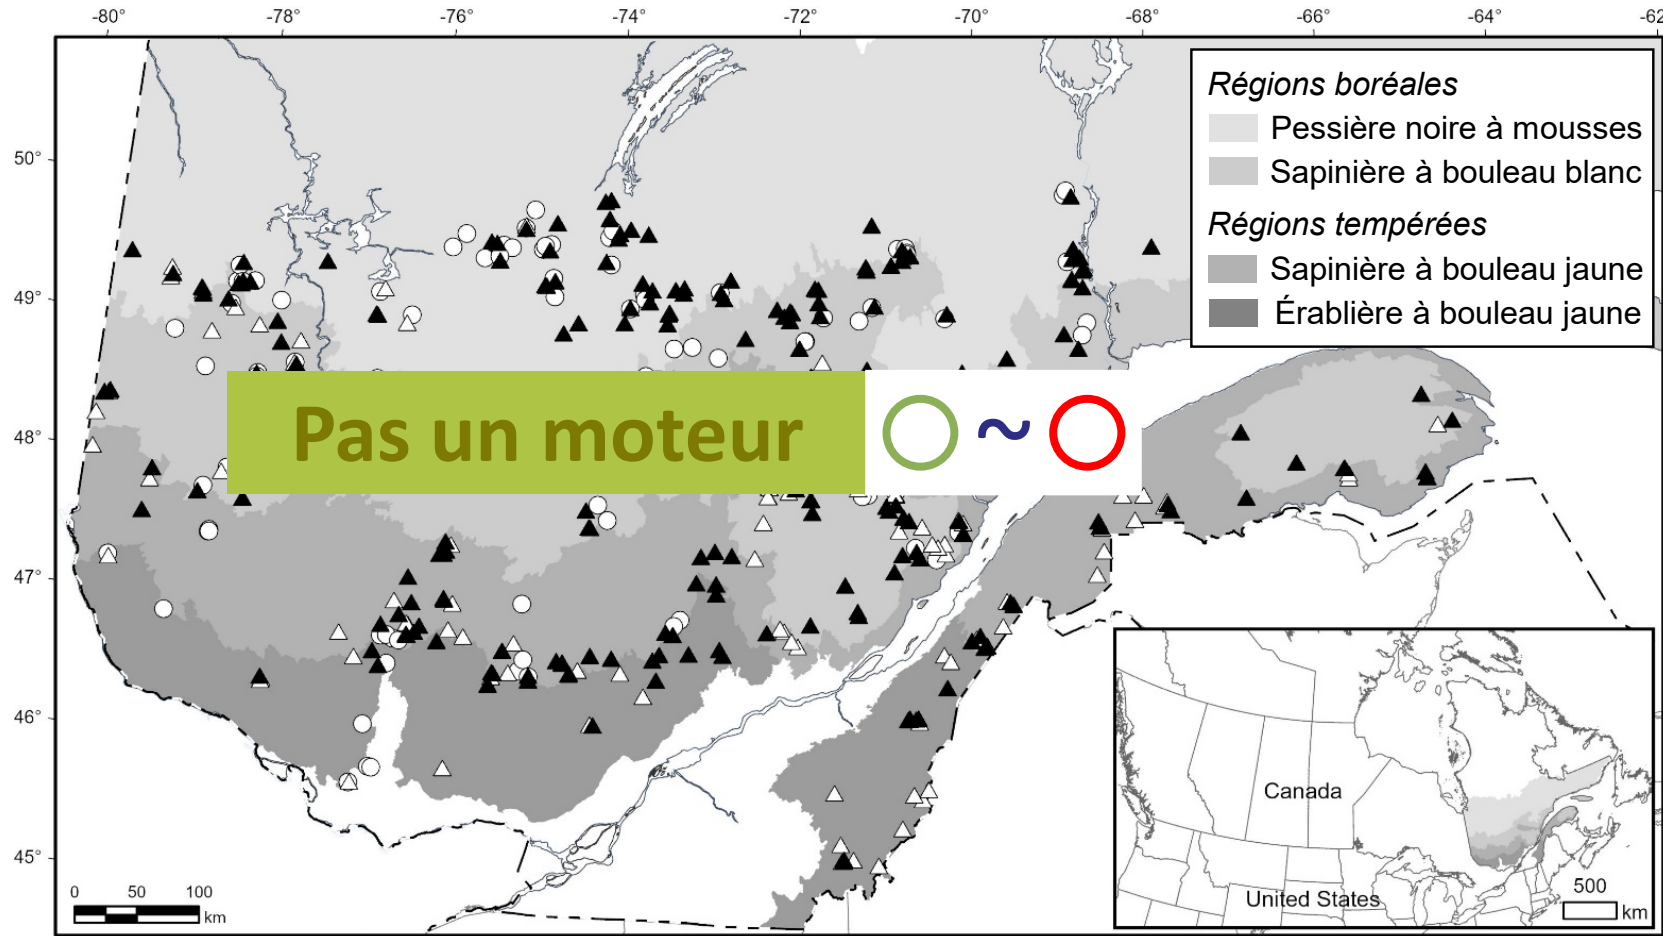 -80° -78° -76° -74° -72° -70° -68° -66° -64° -62
Régions boréales
Pessière noire à mousses
Sapinière à bouleau blanc
Régions tempérées
Sapinière à bouleau jaune
Érablière à bouleau jaune
50°
49°
48°
47°
46°
45°
Pas un moteur ~
0 50 100
km
Canada
United States
500
km